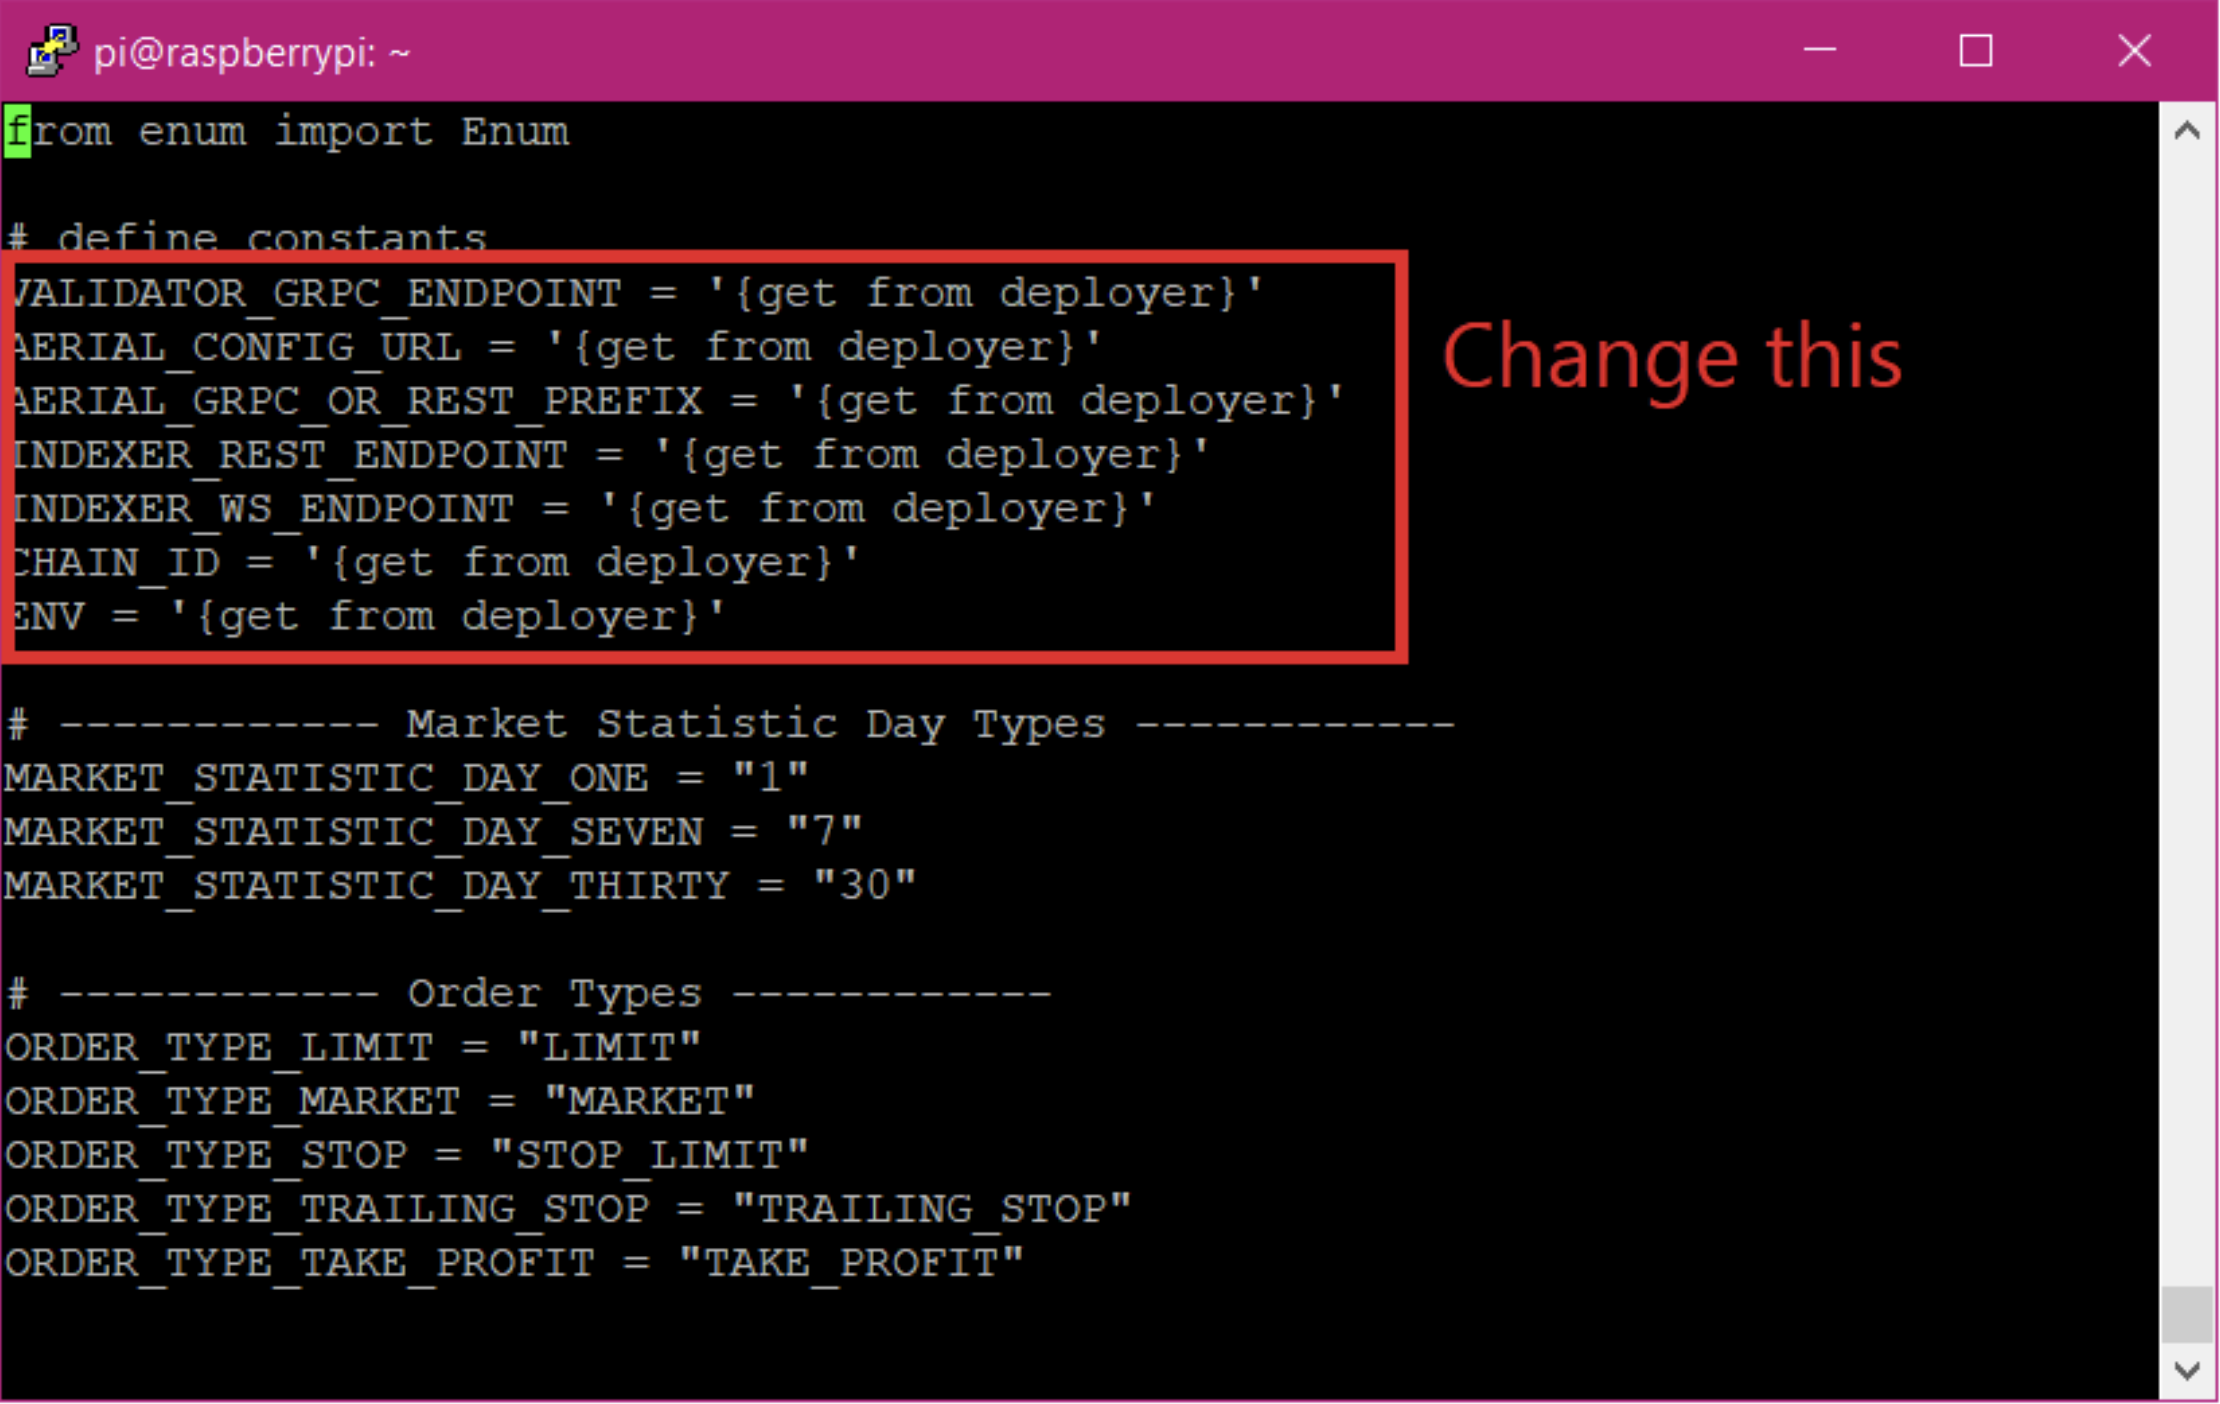 pi@raspberrypi: ~
from enum import Enum
# define constants
VALIDATOR_GRPC_ENDPOINT = '{get from deployer}'
AERIAL_CONFIG_URL = '{get from deployer}'
AERIAL_GRPC_OR_REST_PREFIX = '{get from deployer}'
INDEXER_REST_ENDPOINT = '{get from deployer}'
INDEXER_WS_ENDPOINT = '{get from deployer}'
CHAIN_ID = '{get from deployer}'
ENV = '{get from deployer}'
Change this
# ------------ Market Statistic Day Types ------------
MARKET_STATISTIC_DAY_ONE = "1"
MARKET_STATISTIC_DAY_SEVEN = "7"
MARKET_STATISTIC_DAY_THIRTY = "30"
# ------------ Order Types ------------
ORDER_TYPE_LIMIT = "LIMIT"
ORDER_TYPE_MARKET = "MARKET"
ORDER_TYPE_STOP = "STOP_LIMIT"
ORDER_TYPE_TRAILING_STOP = "TRAILING_STOP"
ORDER_TYPE_TAKE_PROFIT = "TAKE_PROFIT"